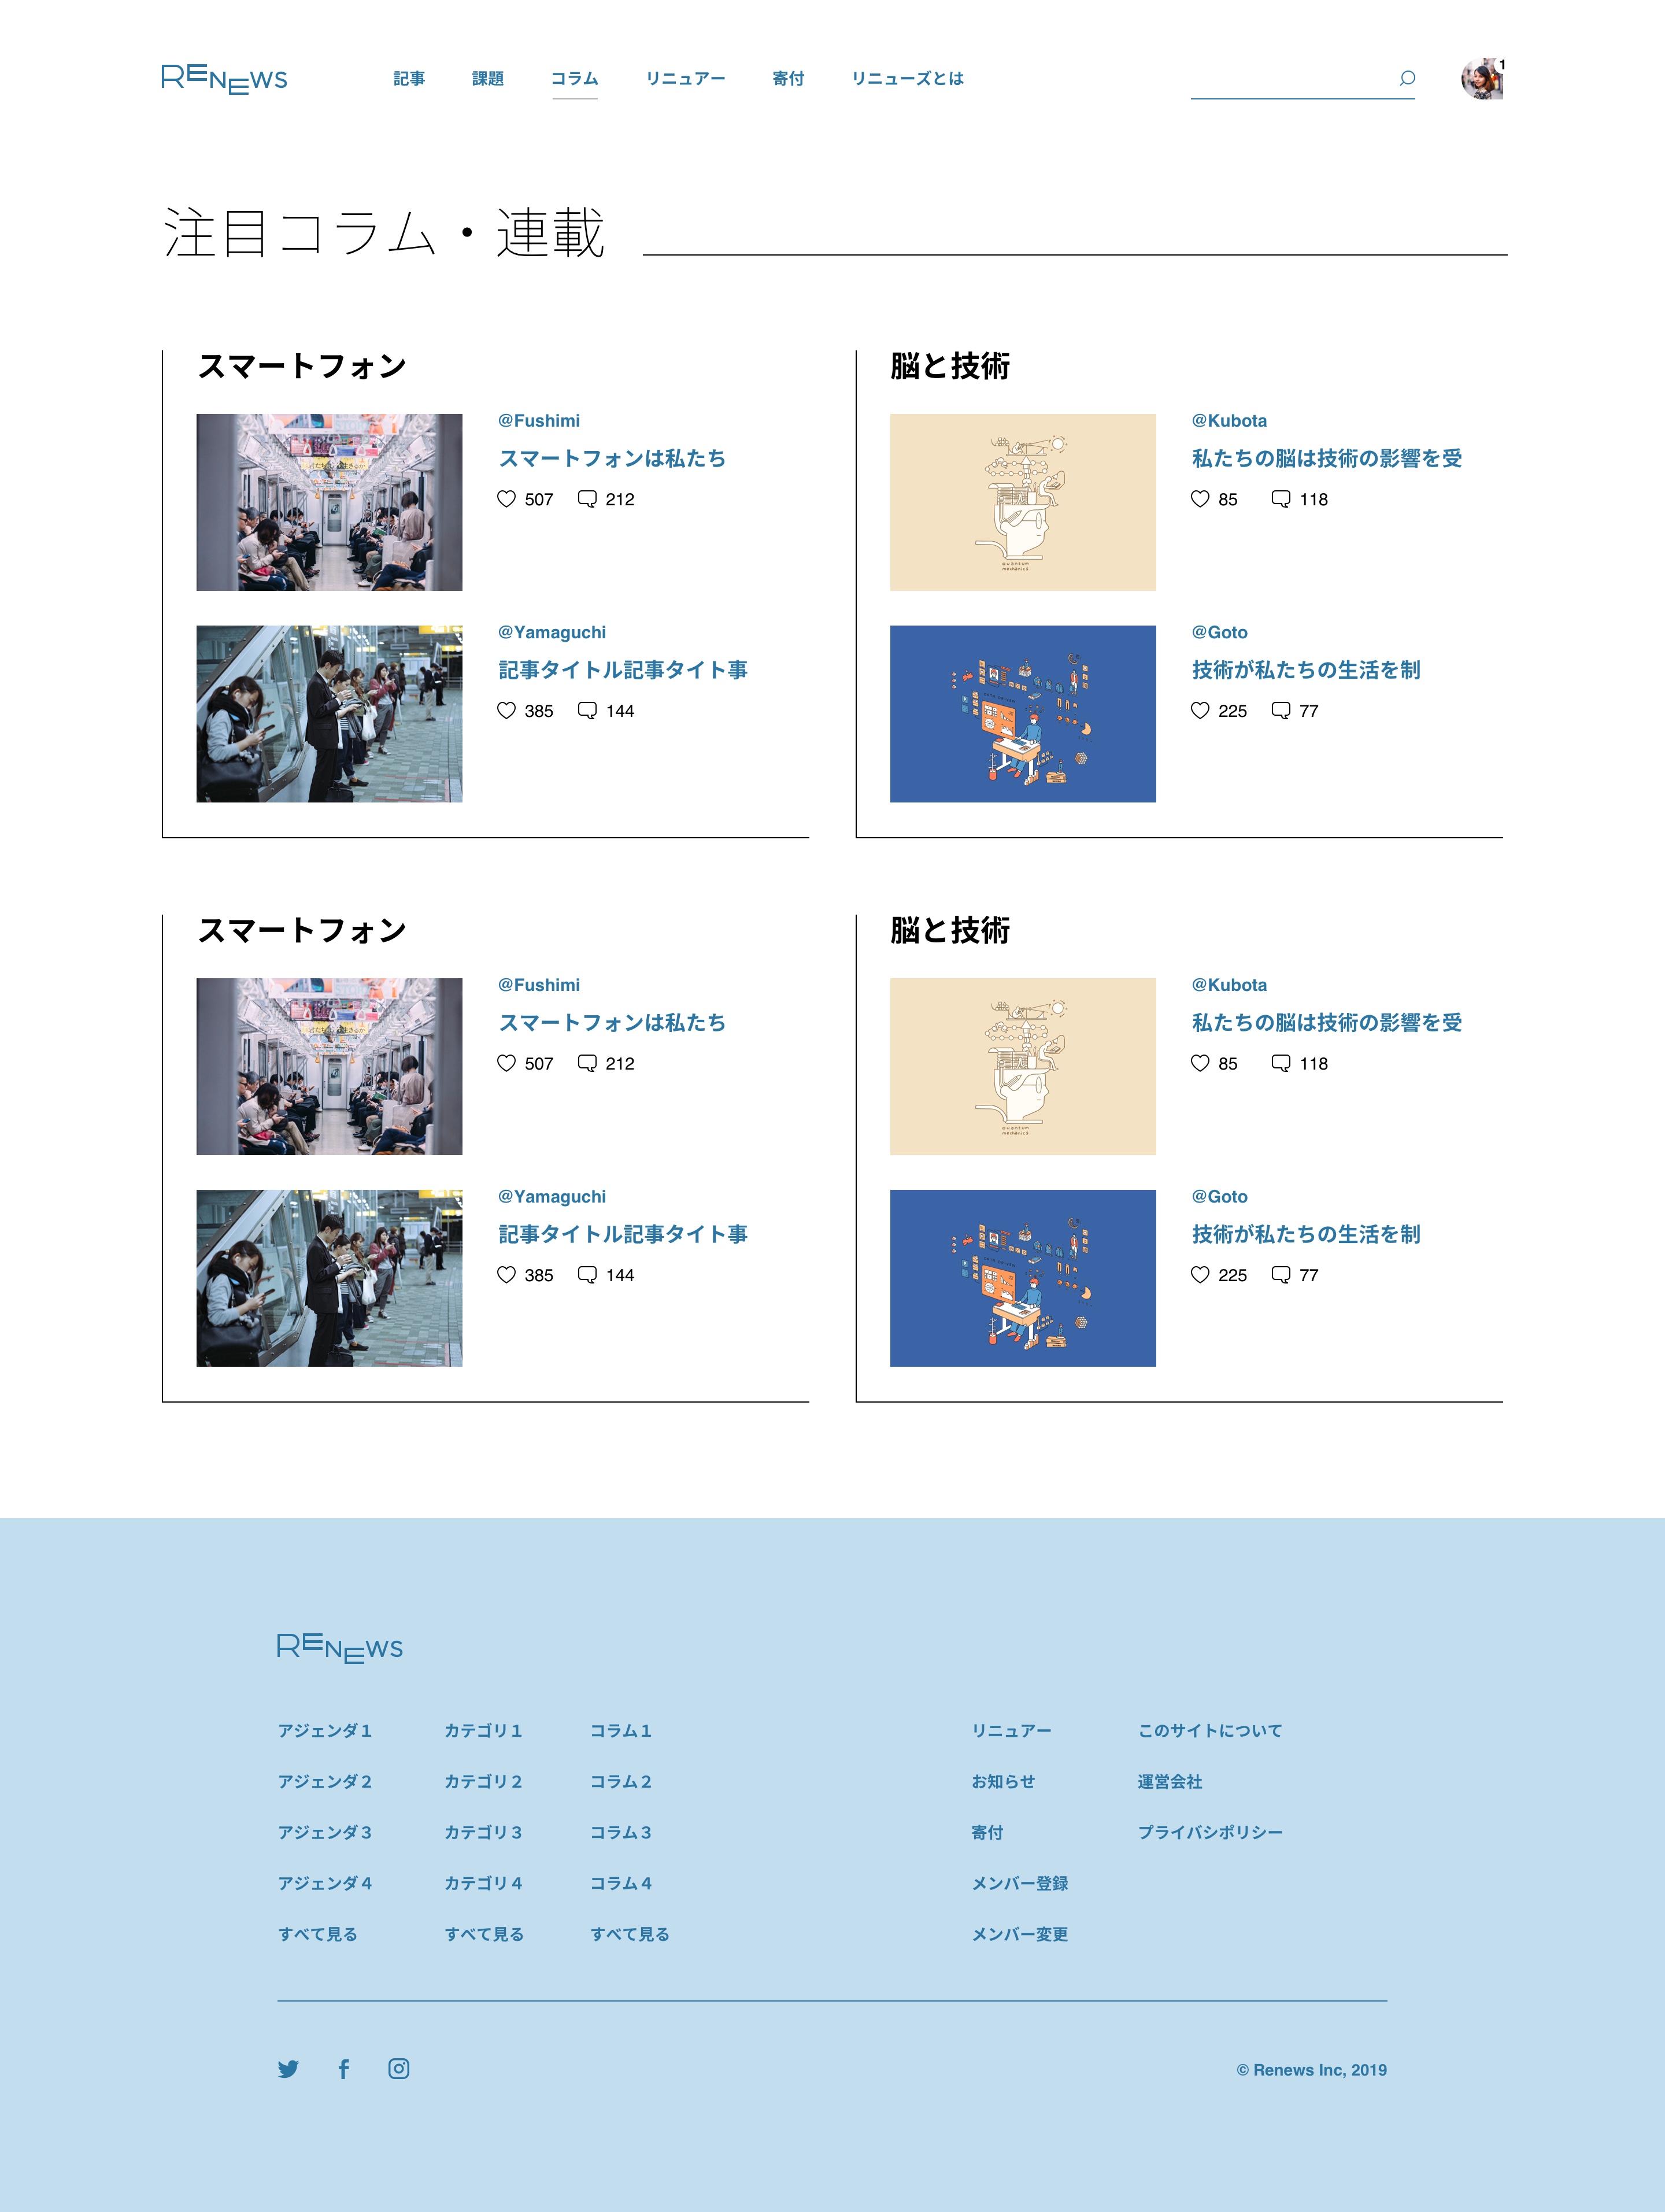 RENEWS
記事 課題 コラム リニュアー 寄付 リニューズとは
1
注目コラム・連載
スマートフォン
@Fushimi
スマートフォンは私たち
507 212
@Yamaguchi
記事タイトル記事タイト事
385 144
脳と技術
@Kubota
私たちの脳は技術の影響を受
85 118
quantum
mechanics
@Goto
技術が私たちの生活を制
225 77
スマートフォン
@Fushimi
スマートフォンは私たち
507 212
@Yamaguchi
記事タイトル記事タイト事
385 144
脳と技術
@Kubota
私たちの脳は技術の影響を受
85 118
quantum
mechanics
@Goto
技術が私たちの生活を制
225 77
RENEWS
アジェンダ１ カテゴリ１ コラム１ リニュアー このサイトについて
アジェンダ２ カテゴリ２ コラム２ お知らせ 運営会社
アジェンダ３ カテゴリ３ コラム３ 寄付 プライバシポリシー
アジェンダ４ カテゴリ４ コラム４ メンバー登録
すべて見る すべて見る すべて見る メンバー変更
© Renews Inc, 2019